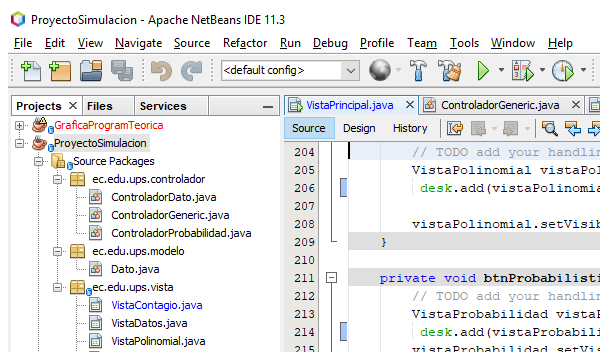 ProyectoSimulacion - Apache NetBeans IDE 11.3
File Edit View Navigate Source Refactor Run Debug Profile Team Tools Window Help
<default config>
Projects Files Services
VistaPrincipal.java ControladorGeneric.java
GraficaProgramTeorica
ProyectoSimulacion
Source Packages
ec.edu.ups.controlador
ControladorDato.java
ControladorGeneric.java
ControladorProbabilidad.java
ec.edu.ups.modelo
Dato.java
ec.edu.ups.vista
VistaContagio.java
VistaDatos.java
VistaPolinomial.java
Source Design History
204 // TODO add your handlin
205 VistaPolinomial vistaPol
206 desk.add(vistaPolinomia
207
208 vistaPolinomial.setVisib
209 }
210
211 private void btnProbabilisti
212 // TODO add your handlin
213 VistaProbabilidad vistaP
214 desk.add(vistaProbabili
215 vistaProbabilidad.setVis